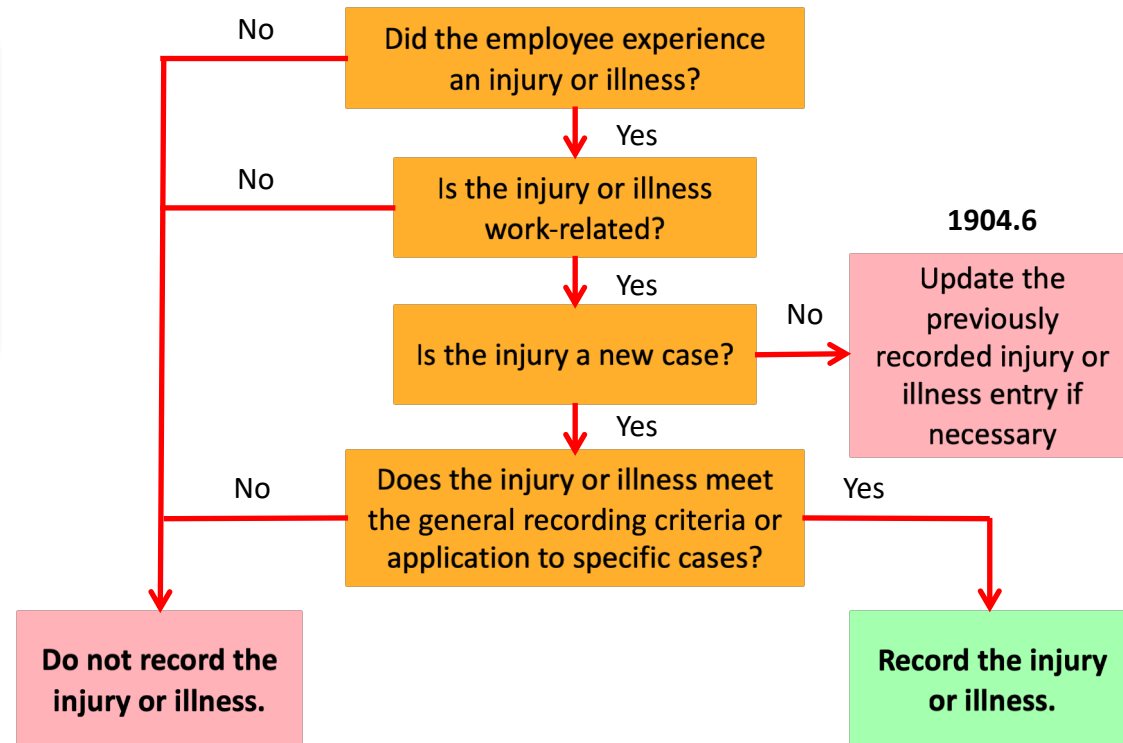 No
Did the employee experience
an injury or illness?
Yes
No
Is the injury or illness
work-related?
1904.6
Yes
Update the
previously
recorded injury or
illness entry if
necessary
No
Is the injury a new case?
Yes
No
Does the injury or illness meet
the general recording criteria or
application to specific cases?
Yes
Do not record the
injury or illness.
Record the injury
or illness.